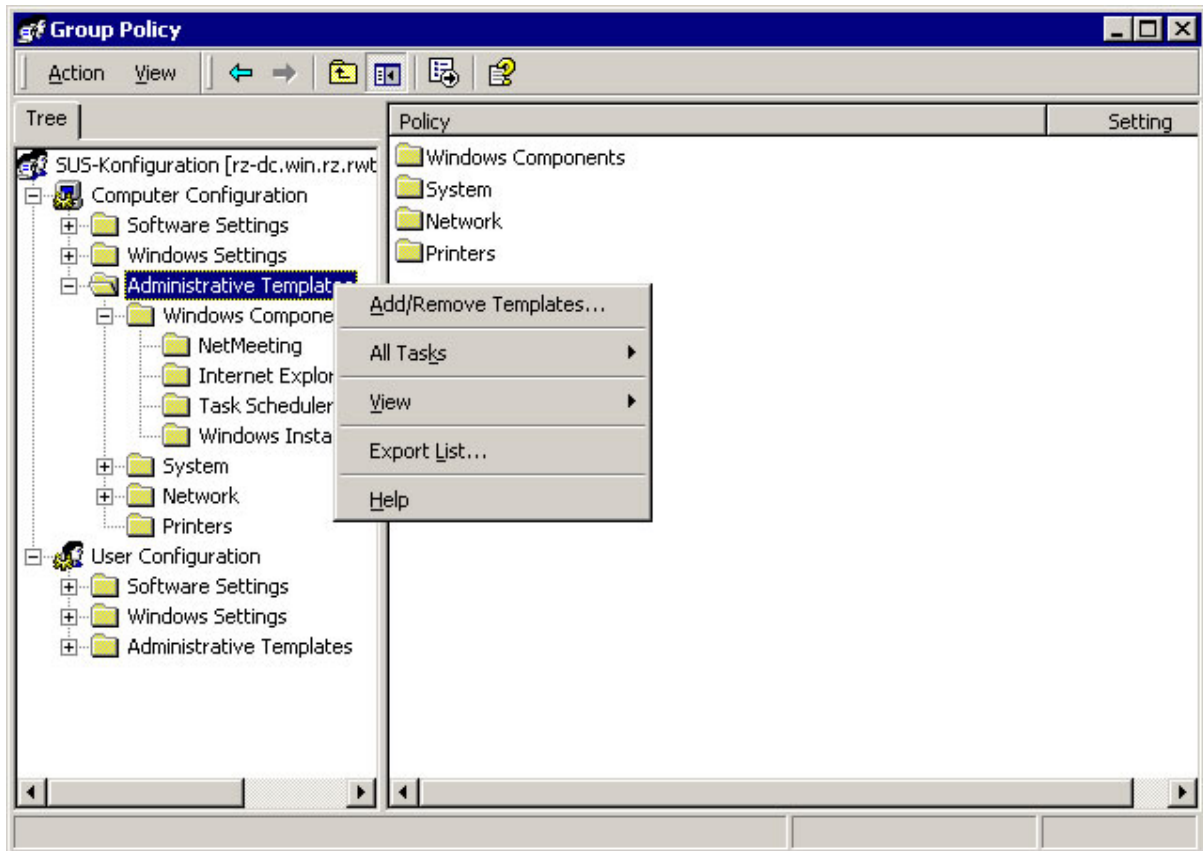 Group Policy
Action View
Tree
Policy Setting
SUS-Konfiguration [rz-dc.win.rz.rwt
Computer Configuration
Software Settings
Windows Settings
Administrative Templates
Windows Compone
NetMeeting
Internet Explor
Task Scheduler
Windows Insta
System
Network
Printers
User Configuration
Software Settings
Windows Settings
Administrative Templates
Windows Components
System
Network
Printers
Add/Remove Templates...
All Tasks
View
Export List...
Help